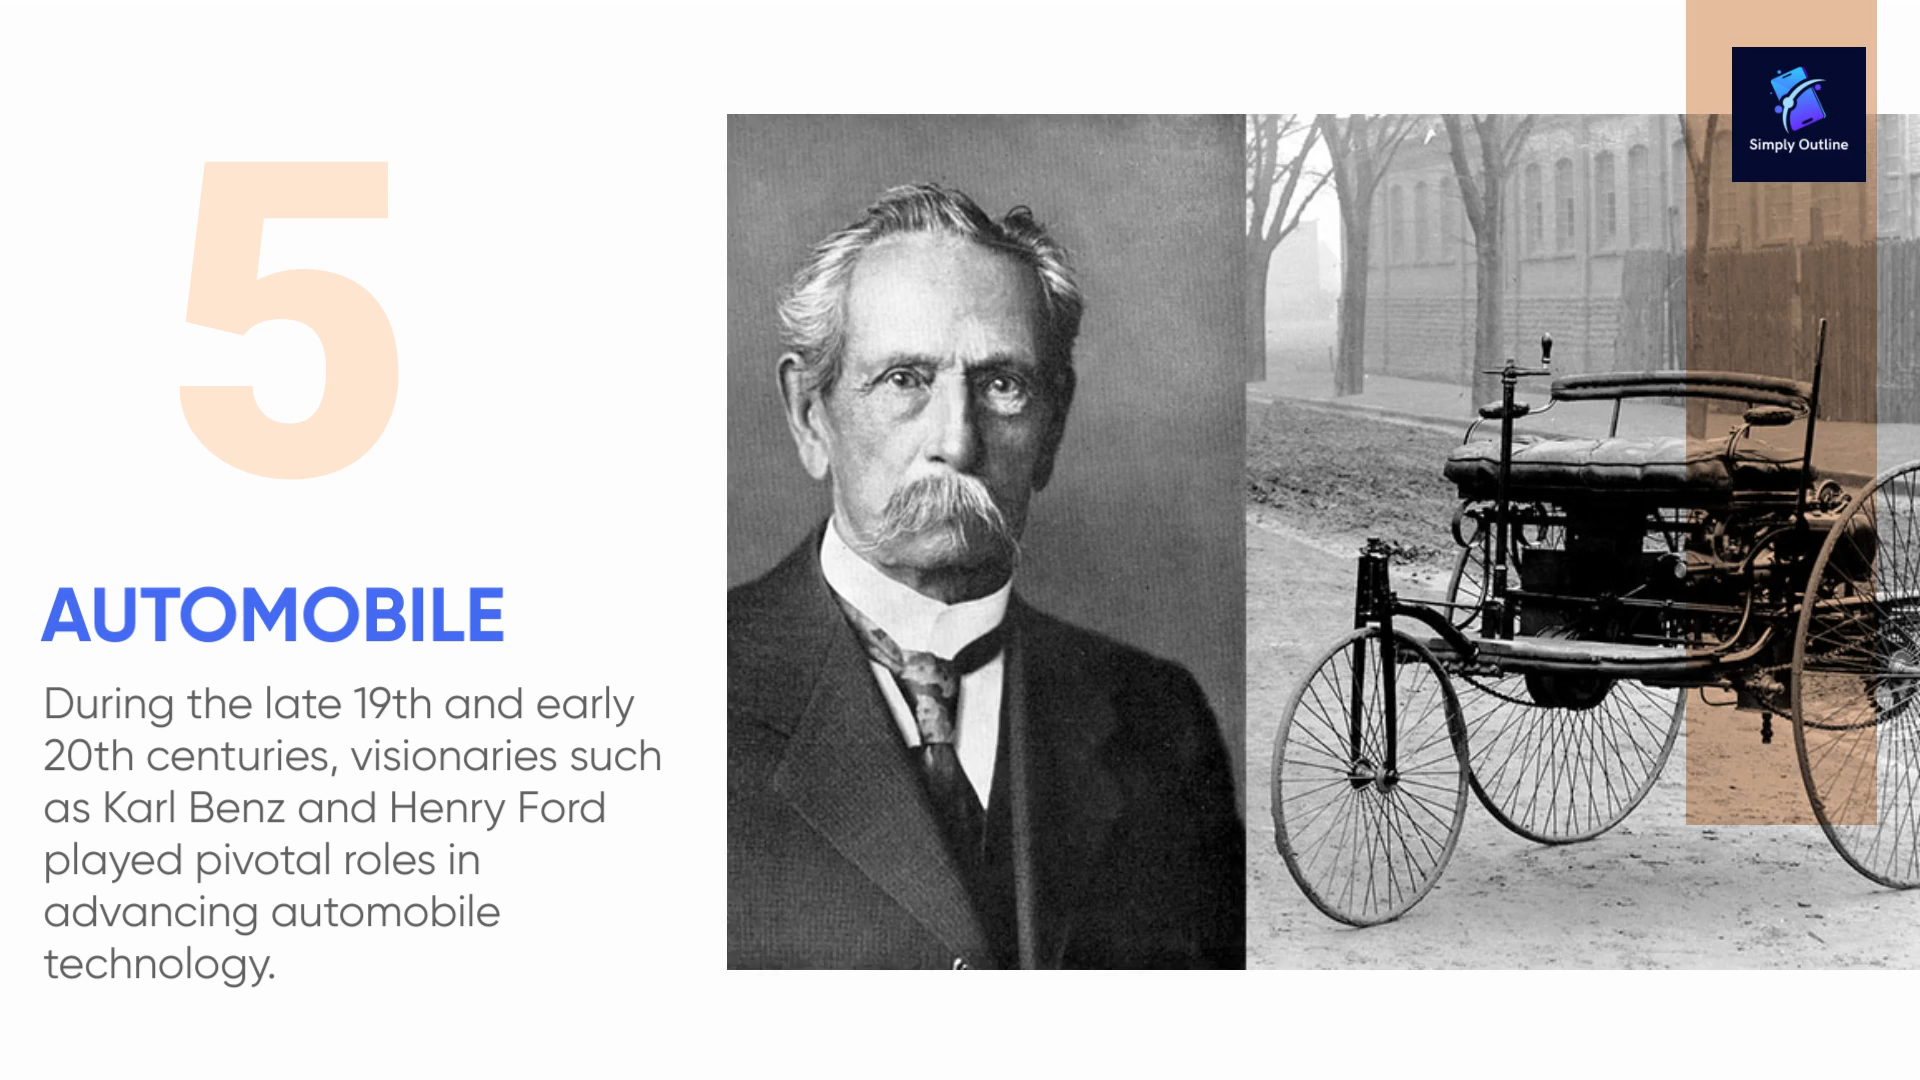 Simply Outline
5
AUTOMOBILE
During the late 19th and early
20th centuries, visionaries such
as Karl Benz and Henry Ford
played pivotal roles in
advancing automobile
technology.